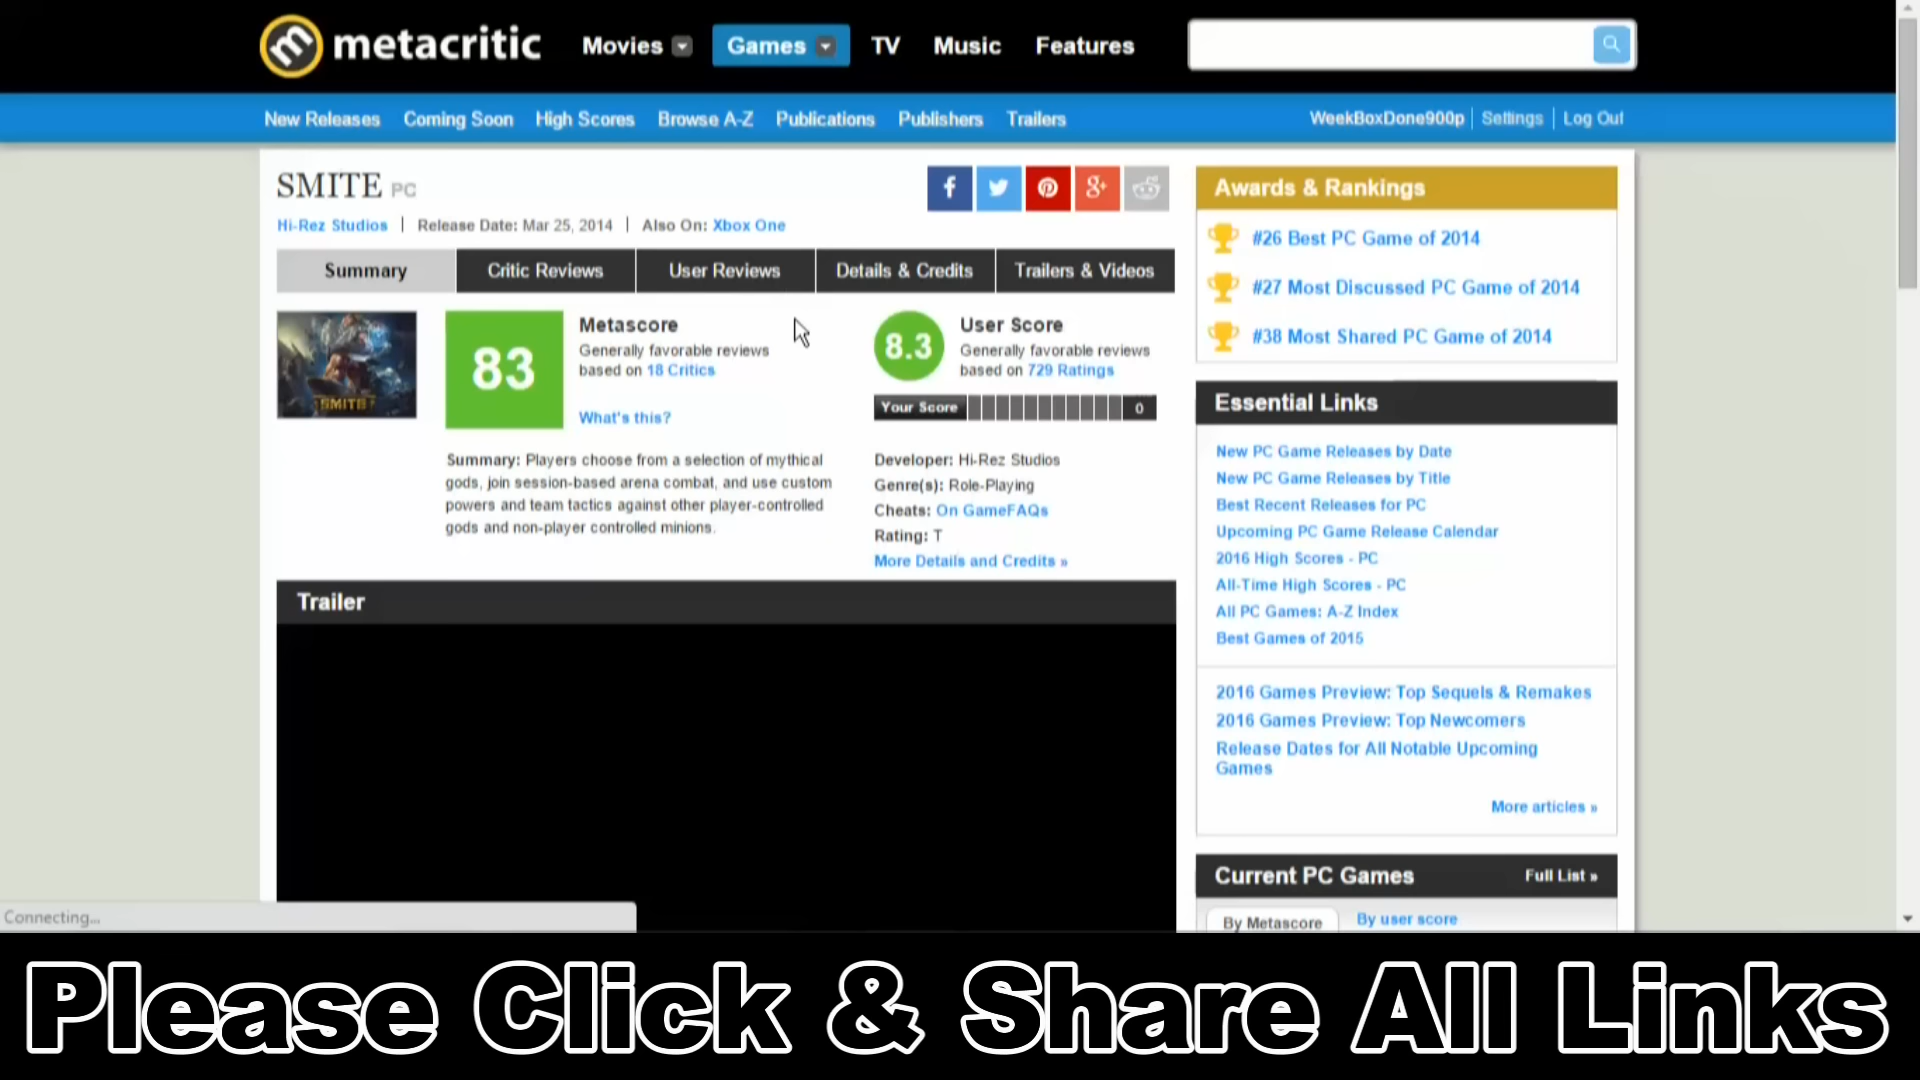 metacritic Movies Games TV Music Features
New Releases Coming Soon High Scores Browse A-Z Publications Publishers Trailers WeekBoxDone900p Settings Log Out
SMITE PC
Hi-Rez Studios | Release Date: Mar 25, 2014 | Also On: Xbox One
Summary Critic Reviews User Reviews Details & Credits Trailers & Videos
SMITE
83
Metascore
Generally favorable reviews
based on 18 Critics
What's this?
8.3
User Score
Generally favorable reviews
based on 729 Ratings
Your Score 0
Summary: Players choose from a selection of mythical
gods, join session-based arena combat, and use custom
powers and team tactics against other player-controlled
gods and non-player controlled minions.
Developer: Hi-Rez Studios
Genre(s): Role-Playing
Cheats: On GameFAQs
Rating: T
More Details and Credits »
Trailer
Awards & Rankings
#26 Best PC Game of 2014
#27 Most Discussed PC Game of 2014
#38 Most Shared PC Game of 2014
Essential Links
New PC Game Releases by Date
New PC Game Releases by Title
Best Recent Releases for PC
Upcoming PC Game Release Calendar
2016 High Scores - PC
All-Time High Scores - PC
All PC Games: A-Z Index
Best Games of 2015
2016 Games Preview: Top Sequels & Remakes
2016 Games Preview: Top Newcomers
Release Dates for All Notable Upcoming
Games
More articles »
Current PC Games Full List »
By Metascore By user score
Connecting...
Please Click & Share All Links